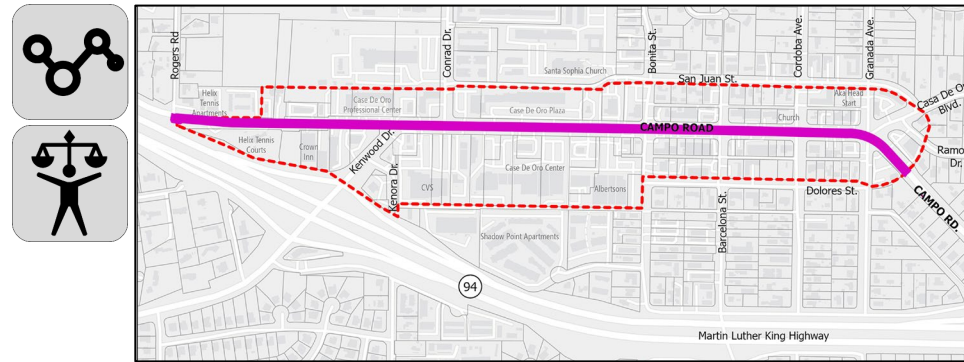 Rogers Rd
Conrad Dr.
Bonita St.
Cordoba Ave.
Granada Ave.
Santa Sophia Church
San Juan St.
Helix
Tennis
Apartments
Case De Oro
Professional Center
Case De Oro Plaza
Aka Head
Start
Casa De O
Blvd.
Church
CAMPO ROAD
Helix Tennis
Courts
Crown
Inn
Kenwood Dr.
Kenora Dr.
CVS
Case De Oro Center
Albertsons
Ramo
Dr.
Dolores St.
CAMPO RD.
Barcelona St.
Shadow Point Apartments
94
Martin Luther King Highway